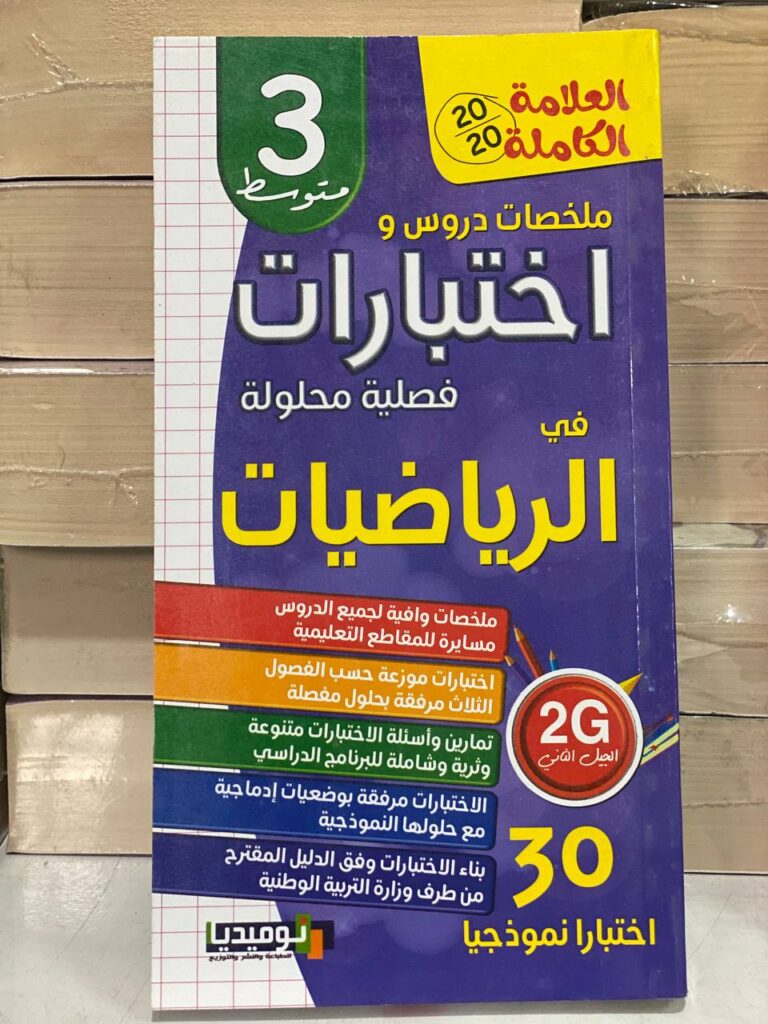 3
متوسط
العلامة
الكاملة
20
20
ملخصات دروس و
اختبارات
فصلية محلولة
في
الرياضيات
ملخصات وافية لجميع الدروس
مسايرة للمقاطع التعليمية
اختبارات موزعة حسب الفصول
الثلاث مرفقة بحلول مفصلة
تمارين وأسئلة الاختبارات متنوعة
وثرية وشاملة للبرنامج الدراسي
الاختبارات مرفقة بوضعيات إدماجية
مع حلولها النموذجية
بناء الاختبارات وفق الدليل المقترح
من طرف وزارة التربية الوطنية
2G
الجيل الثاني
30
اختبارا نموذجيا
نوميديا
للطباعة والنشر والتوزيع